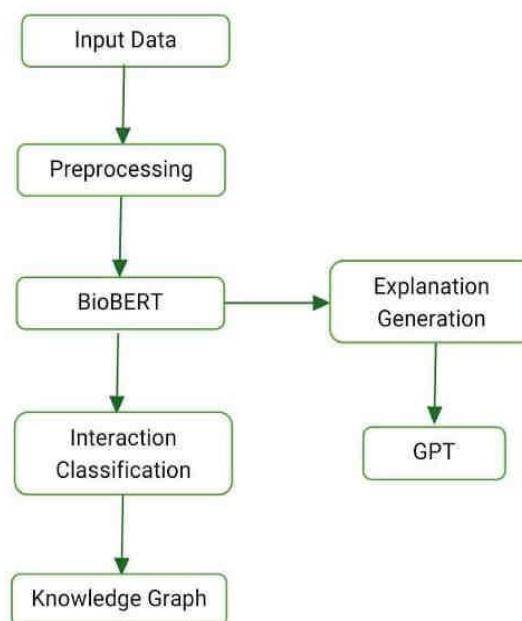 Input Data
Preprocessing
BioBERT
Explanation
Generation
Interaction
Classification
GPT
Knowledge Graph